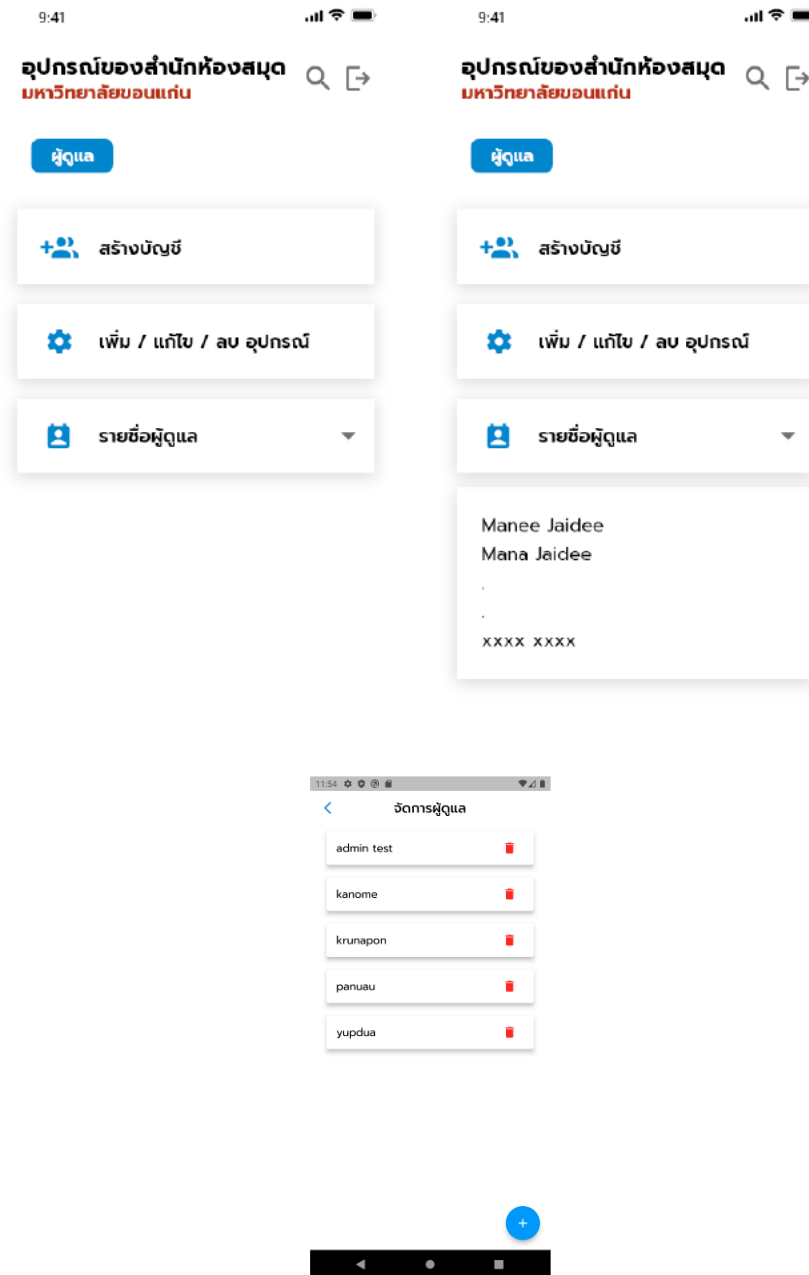 9:41
อุปกรณ์ของสำนักห้องสมุด
มหาวิทยาลัยขอนแก่น
ผู้ดูแล
สร้างบัญชี
เพิ่ม / แก้ไข / ลบ อุปกรณ์
รายชื่อผู้ดูแล
9:41
อุปกรณ์ของสำนักห้องสมุด
มหาวิทยาลัยขอนแก่น
ผู้ดูแล
สร้างบัญชี
เพิ่ม / แก้ไข / ลบ อุปกรณ์
รายชื่อผู้ดูแล
Manee Jaidee
Mana Jaidee
.
.
xxxx xxxx
11:54
จัดการผู้ดูแล
admin test
kanome
krunapon
panuau
yupdua